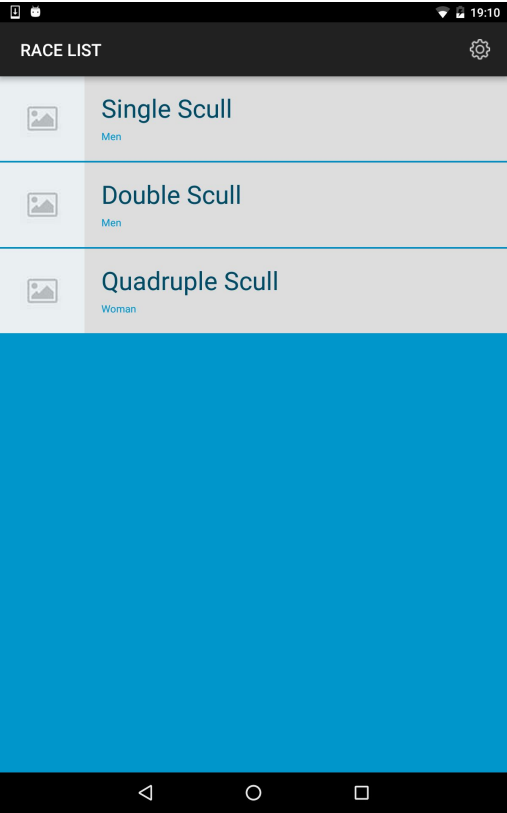 19:10
RACE LIST
Single Scull
Men
Double Scull
Men
Quadruple Scull
Woman